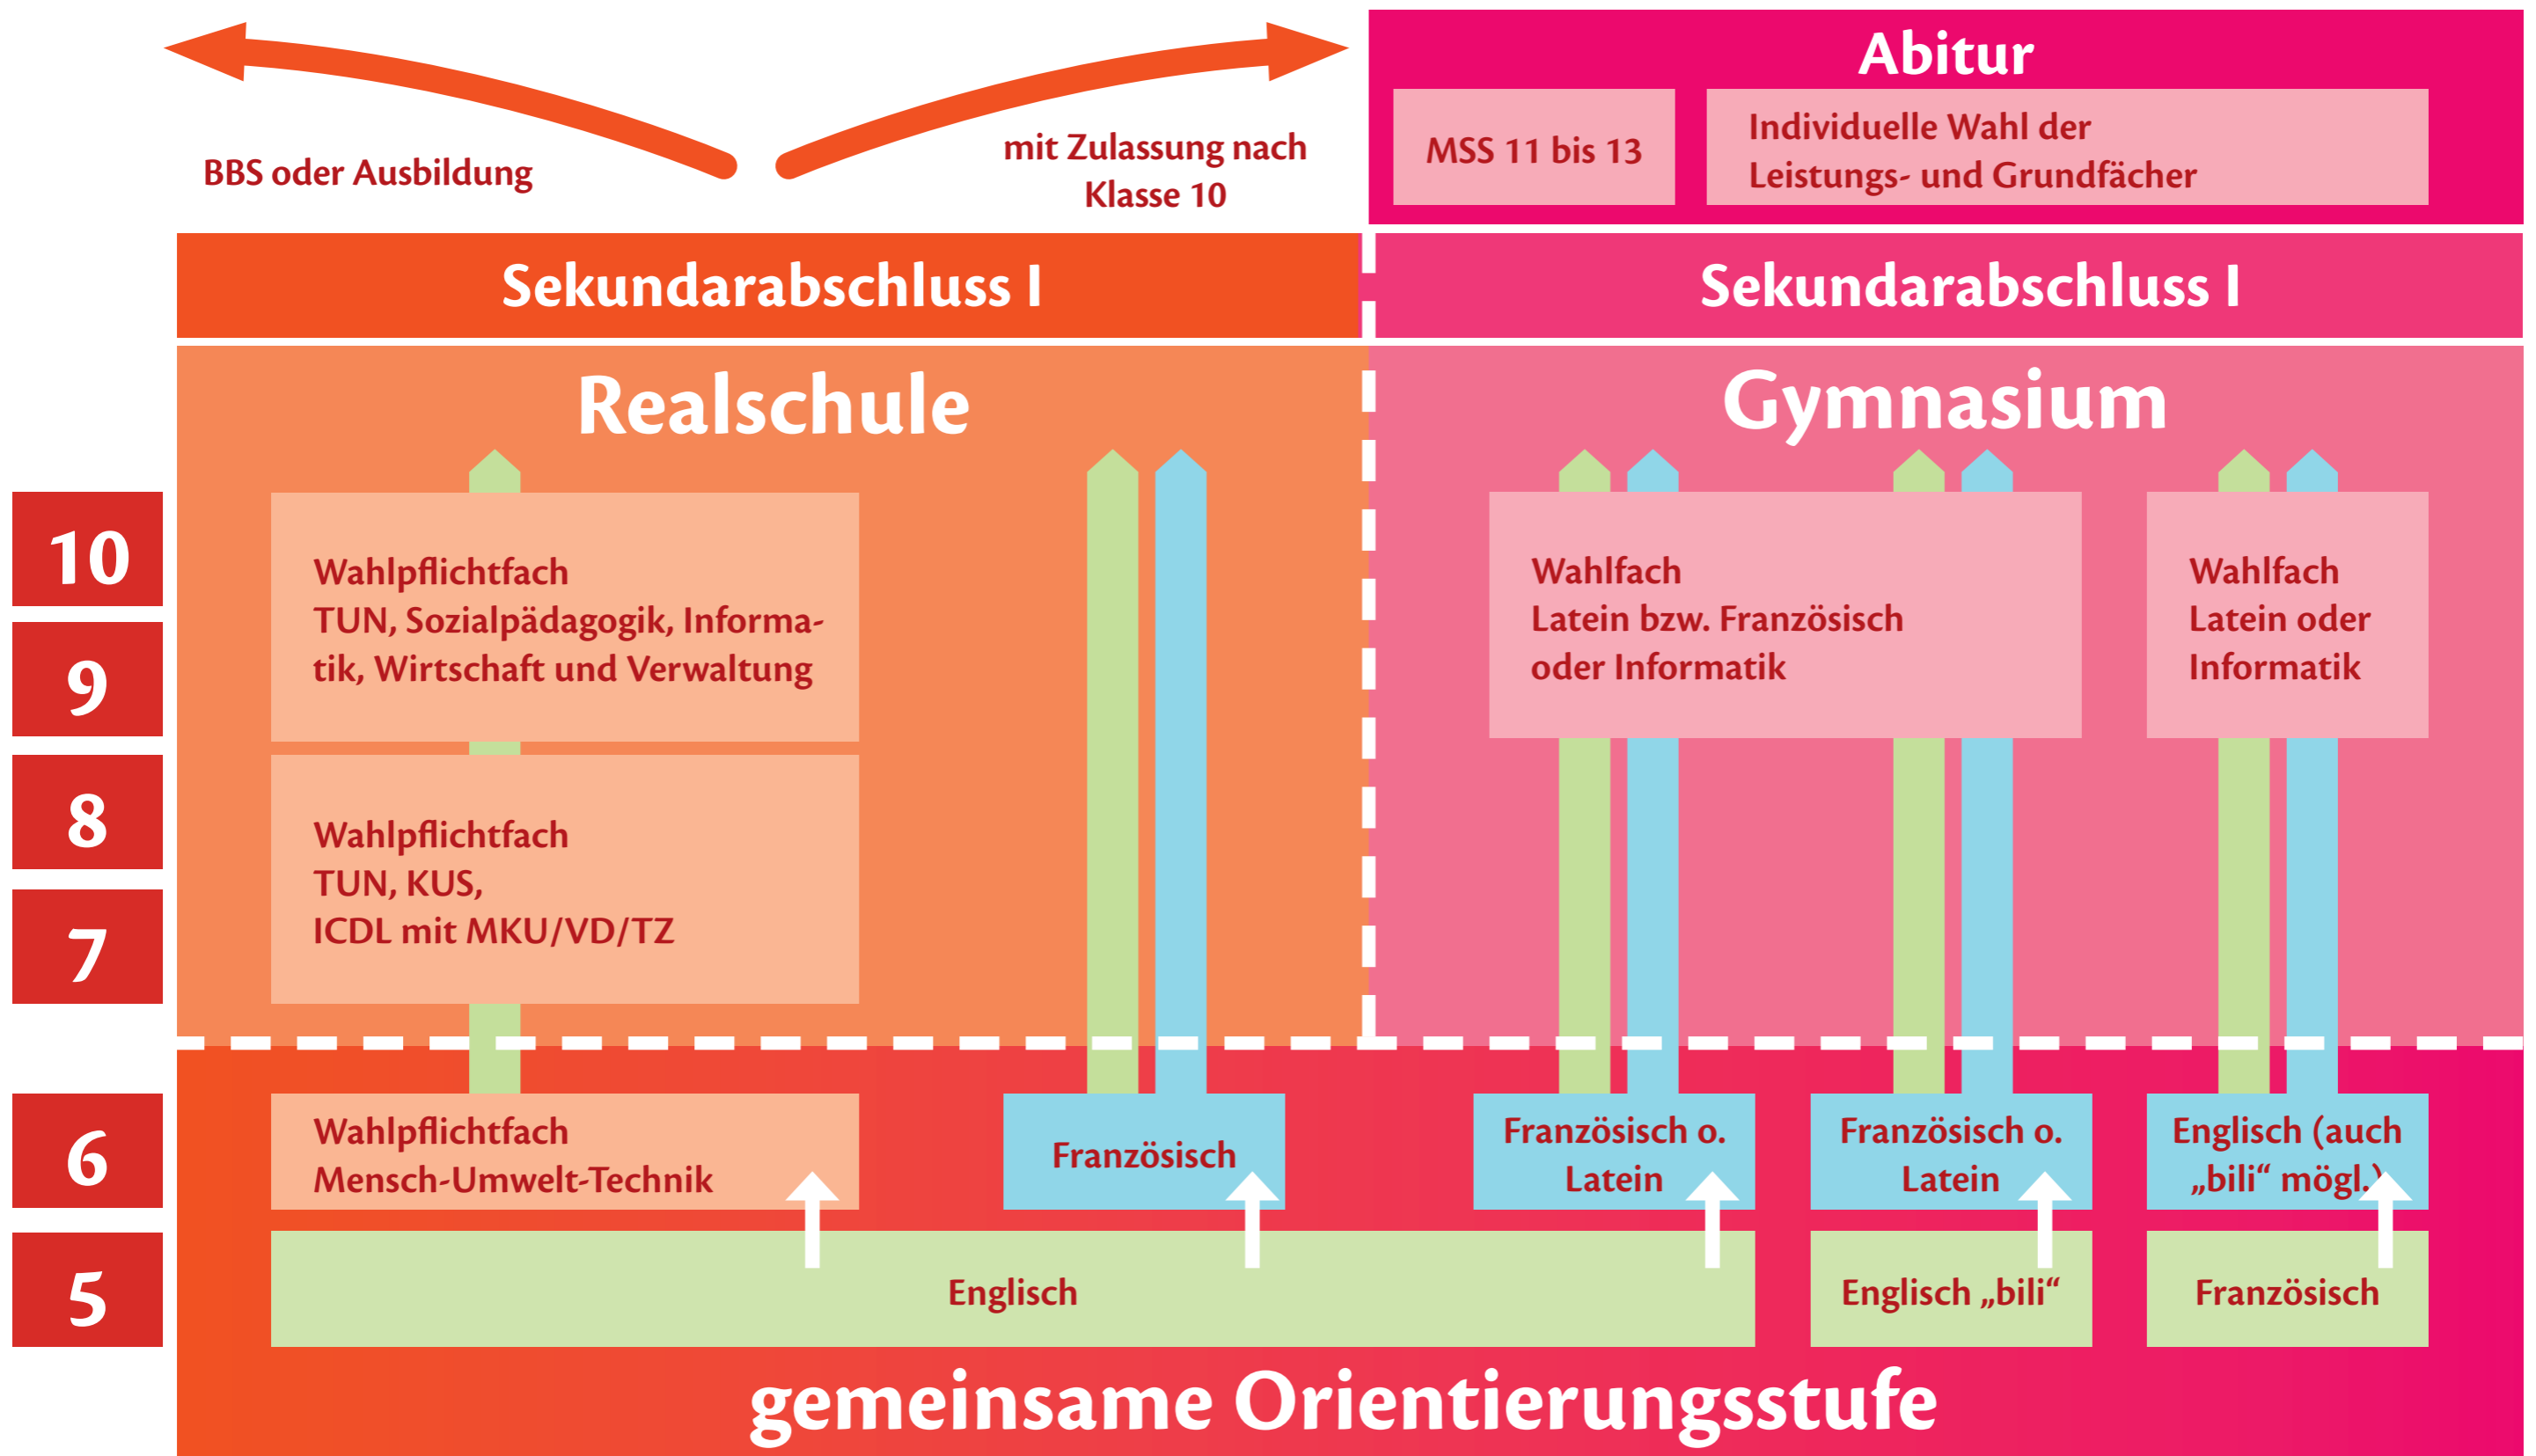 Abitur
BBS oder Ausbildung
mit Zulassung nach
Klasse 10
MSS 11 bis 13
Individuelle Wahl der
Leistungs- und Grundfächer
Sekundarabschluss I
Sekundarabschluss I
Realschule
Gymnasium
10
9
8
7
6
5
Wahlpflichtfach
TUN, Sozialpädagogik, Informa-
tik, Wirtschaft und Verwaltung
Wahlfach
Latein bzw. Französisch
oder Informatik
Wahlfach
Latein oder
Informatik
Wahlpflichtfach
TUN, KUS,
ICDL mit MKU/VD/TZ
Wahlpflichtfach
Mensch-Umwelt-Technik
Französisch
Französisch o.
Latein
Französisch o.
Latein
Englisch (auch
„bili“ mögl.)
Englisch
Englisch „bili“
Französisch
gemeinsame Orientierungsstufe